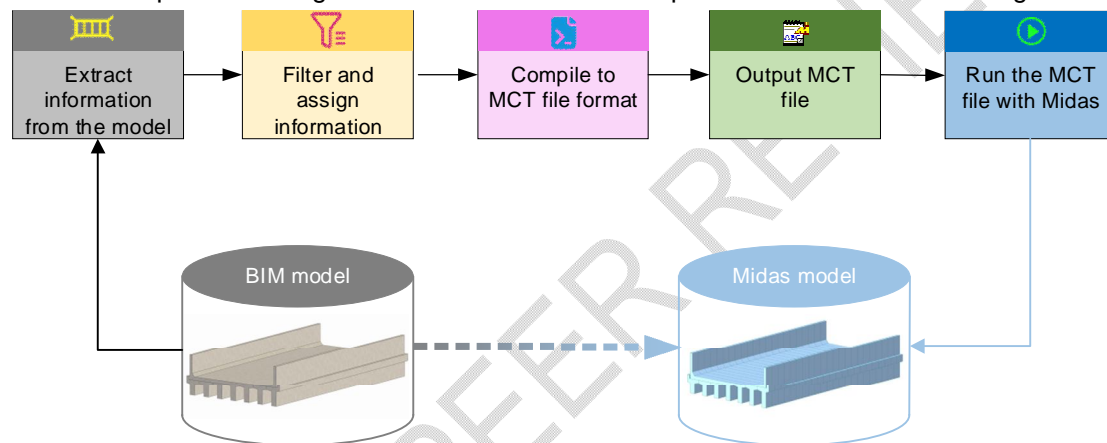 Extract
information
from the model
Filter and
assign
information
Compile to
MCT file format
Output MCT
file
Run the MCT
file with Midas
BIM model
Midas model